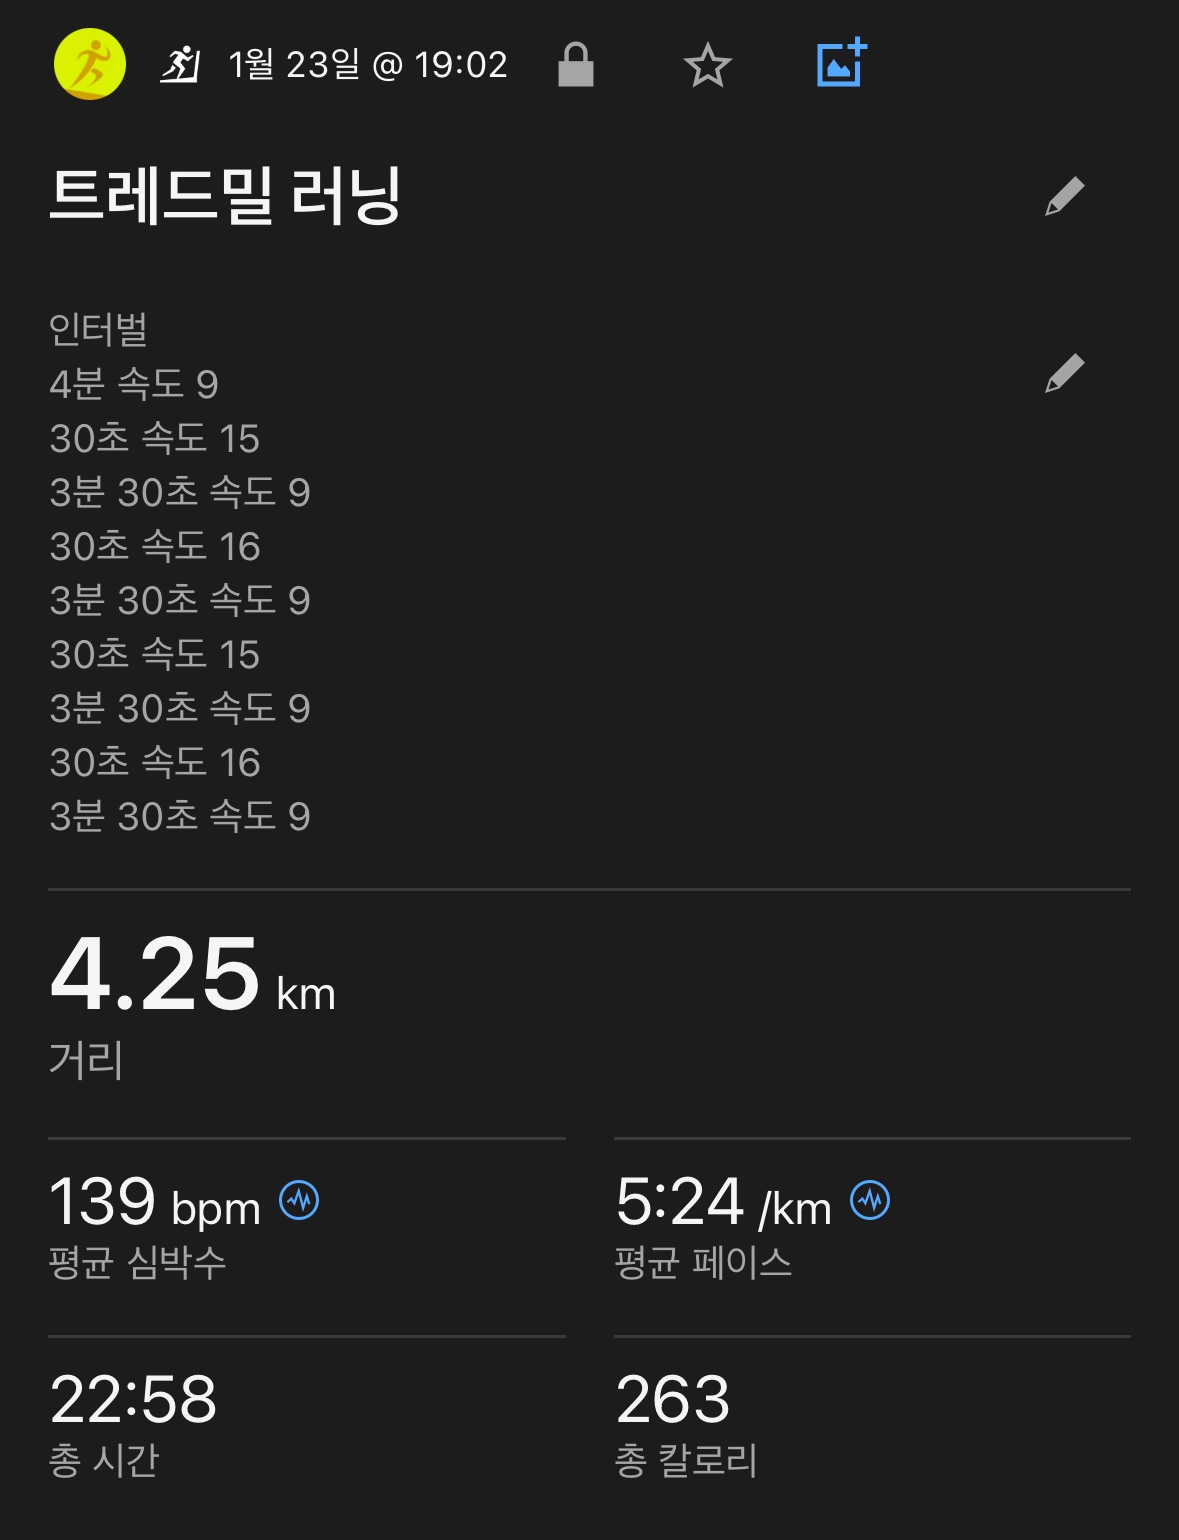 1월 23일 @ 19:02
트레드밀 러닝
인터벌
4분 속도 9
30초 속도 15
3분 30초 속도 9
30초 속도 16
3분 30초 속도 9
30초 속도 15
3분 30초 속도 9
30초 속도 16
3분 30초 속도 9
4.25 km
거리
139 bpm
평균 심박수
5:24 /km
평균 페이스
22:58
총 시간
263
총 칼로리